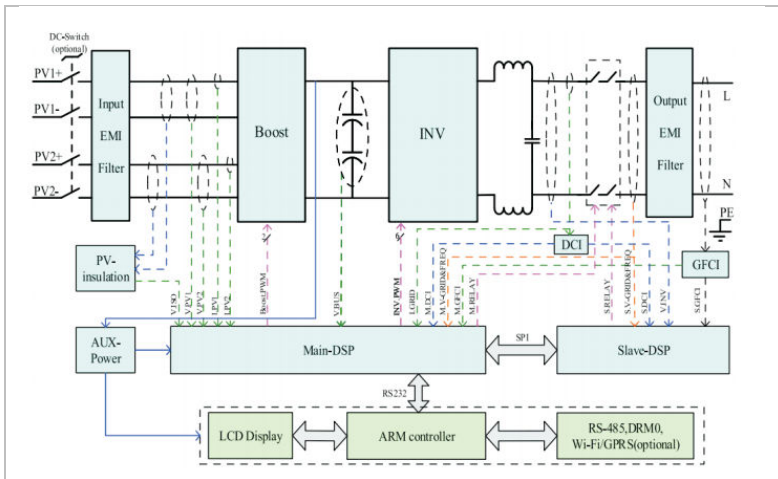 DC-Switch
(optional)
PV1+
PV1-
PV2+
PV2-
Input
EMI
Filter
Boost
INV
Output
EMI
Filter
L
N
PE
PV-
insulation
DCI
GFCI
V.ISO
V.PV1
V.PV2
I.PV1
I.PV2
Boost.PWM
V.BUS
INV.PWM
I.GRID
M.DCI
M.V-GRID&FREQ
M.GFCI
M.RELAY
S.RELAY
S.V-GRID&FREQ
S.DCI
V.INV
S.GFCI
AUX-
Power
Main-DSP
SPI
Slave-DSP
RS232
LCD Display
ARM controller
RS-485,DRM0,
Wi-Fi/GPRS(optional)